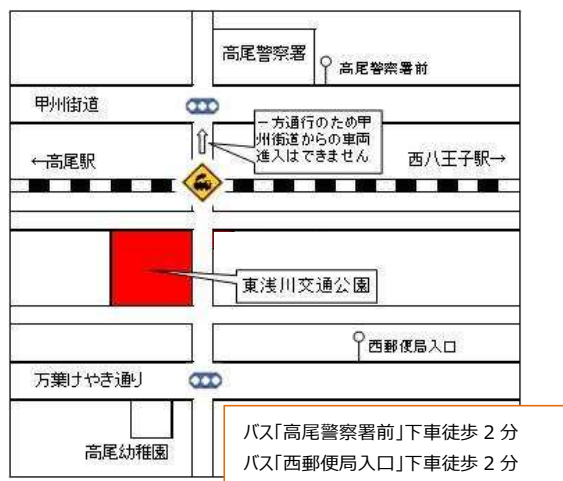 高尾警察署
高尾警察署前
甲州街道
一方通行のため甲
州街道からの車両
進入はできません
←高尾駅
西八王子駅→
東浅川交通公園
西郵便局入口
万葉けやき通り
高尾幼稚園
バス「高尾警察署前」下車徒歩 2 分
バス「西郵便局入口」下車徒歩 2 分